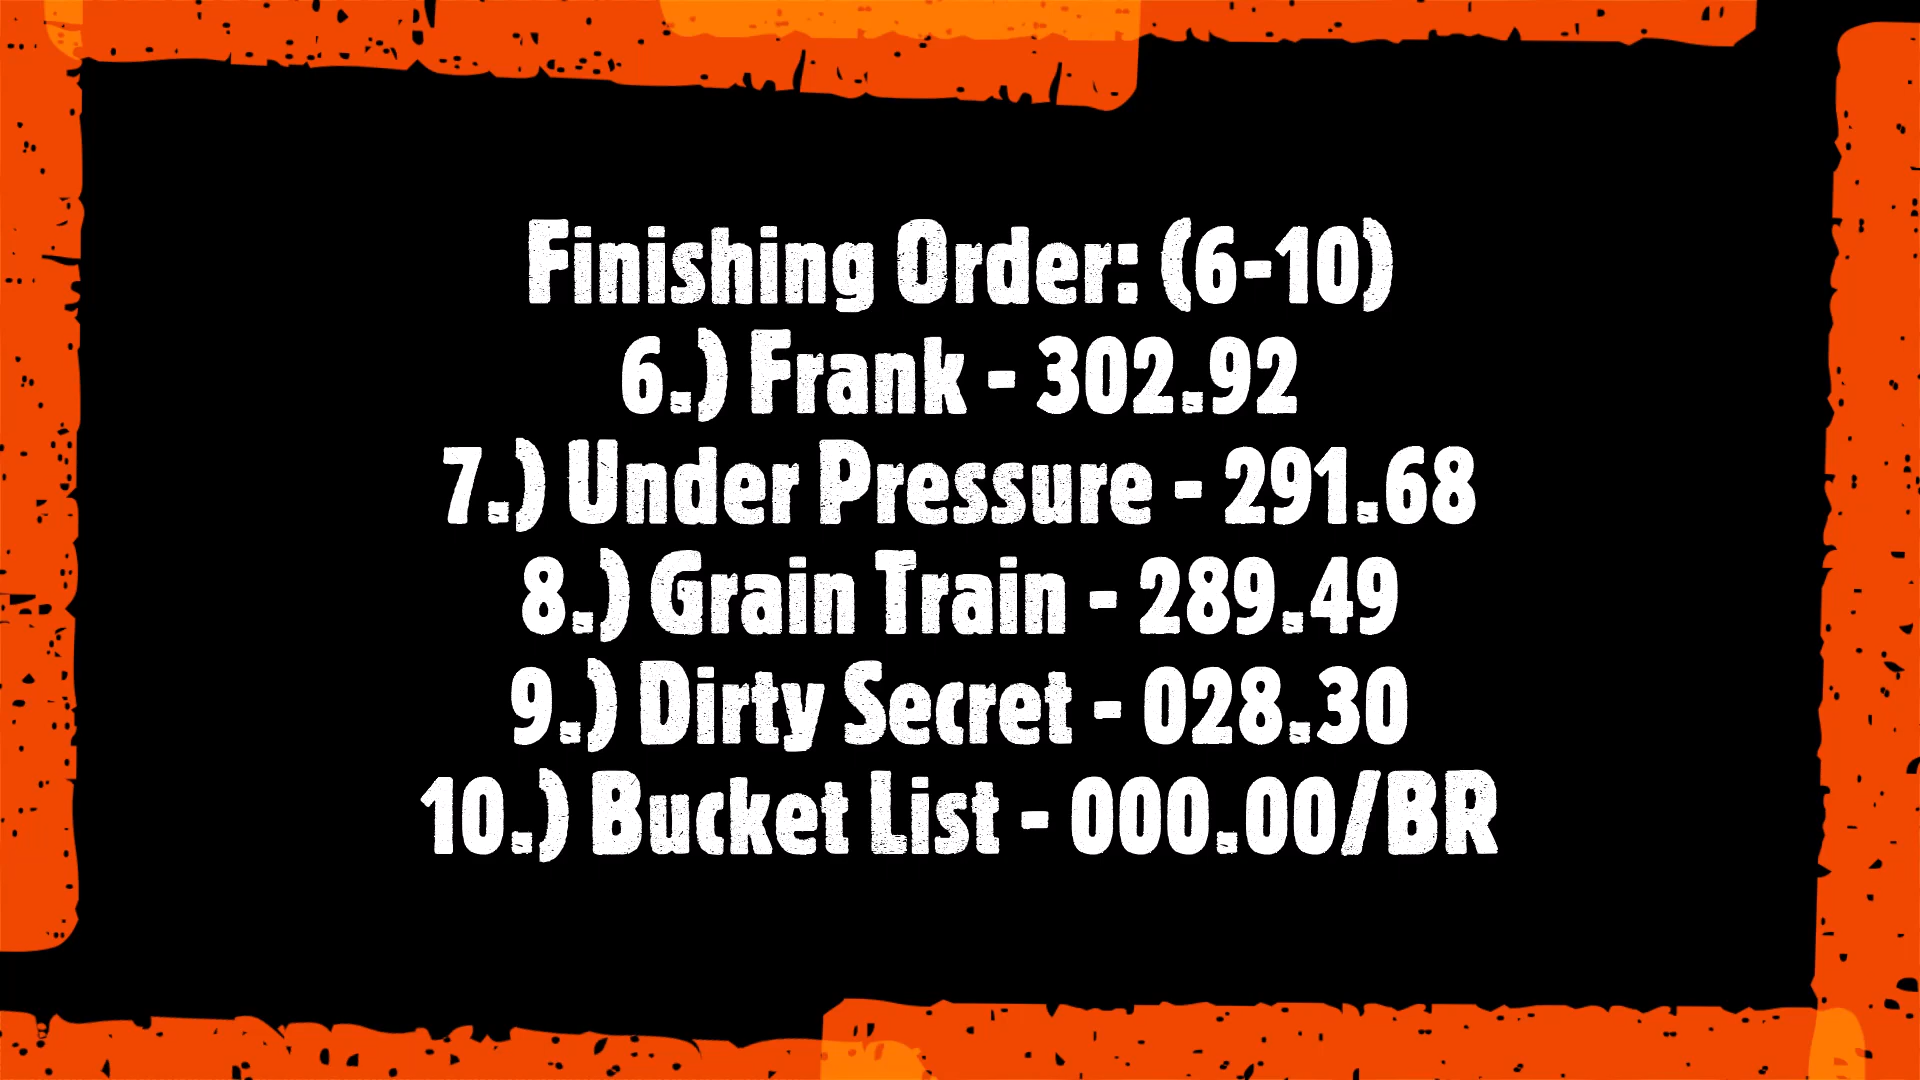 Finishing Order: (6-10)
6.) Frank - 302.92
7.) Under Pressure - 291.68
8.) Grain Train - 289.49
9.) Dirty Secret - 028.30
10.) Bucket List - 000.00/BR